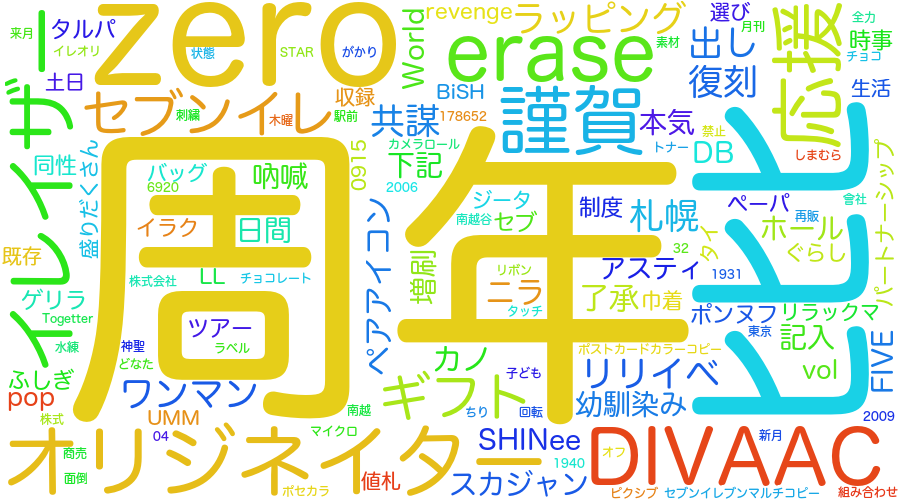 来月
タルパ
イレオリ
zero
状態
STAR
がかり
World
revenge
ラッピング
選び
月刊
全力
チョコ
時事
素材
出し
復刻
erase
応援
土日
イレイザー
セブンイレ
刺繍
木曜
収録
駅前
共謀
BiSH
178652
謹賀
本気
禁止
生活
DB
トナー
しまむら
カメラロール
下記
2006
同性
盛りだくさん
バッグ
6920
吶喊
0915
周年
イラク
日間
既存
株式会社
LL
チョコレート
ゲリラ
Togetter
水練
神聖
どなた
ツアー
ラベル
ペアアイコン
増刷
ジータ
南越谷
セブ
リボン
ニラ
タッチ
制度
札幌
32
タイ
アスティ
1931
了承
巾着
ペーパ
再販
會社
ホール
ぐらし
パートナーシップ
ポンヌフ
リラックマ
東京
記入
ポストカードカラーコピー
vol
FIVE
ふしぎ
pop
株式
ワンマン
UMM
04
南越
マイクロ
カノ
ギフト
ちり
子ども
回転
リリイベ
幼馴染み
2009
ヒヒヒ
オリジネイター
商売
面倒
ポセカラ
値札
SHINee
1940
スカジャン
DIVAAC
オフ
新月
ピクシブ
セブンイレブンマルチコピー
組み合わせ